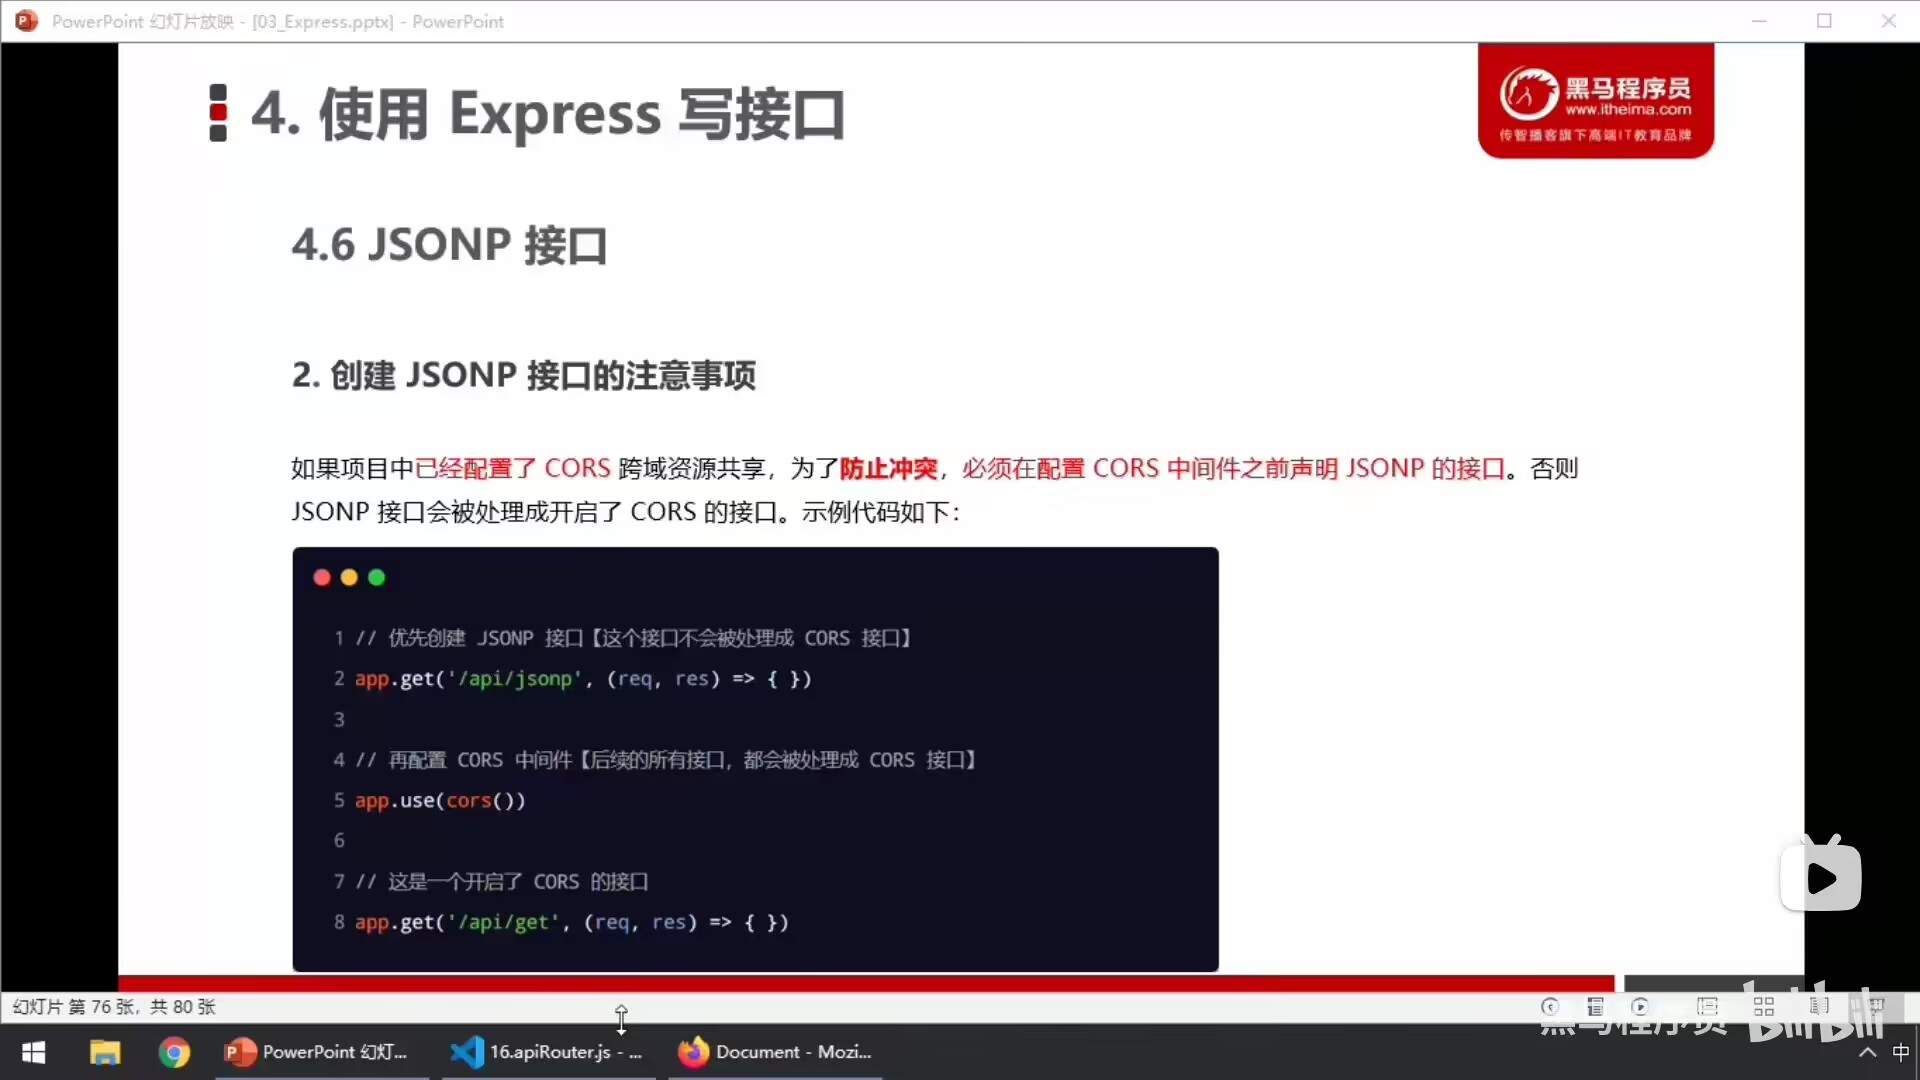 PowerPoint 幻灯片放映 - [03_Express.pptx] - PowerPoint
4. 使用 Express 写接口
黑马程序员
www.itheima.com
传智播客旗下高端IT教育品牌
4.6 JSONP 接口
2. 创建 JSONP 接口的注意事项
如果项目中已经配置了 CORS 跨域资源共享，为了防止冲突，必须在配置 CORS 中间件之前声明 JSONP 的接口。否则
JSONP 接口会被处理成开启了 CORS 的接口。示例代码如下：
1 // 优先创建 JSONP 接口【这个接口不会被处理成 CORS 接口】
2 app.get('/api/jsonp', (req, res) => { })
3
4 // 再配置 CORS 中间件【后续的所有接口，都会被处理成 CORS 接口】
5 app.use(cors())
6
7 // 这是一个开启了 CORS 的接口
8 app.get('/api/get', (req, res) => { })
幻灯片 第 76 张，共 80 张
黑马程序员 bilibili
PowerPoint 幻灯...
16.apiRouter.js - ...
Document - Mozi...
中